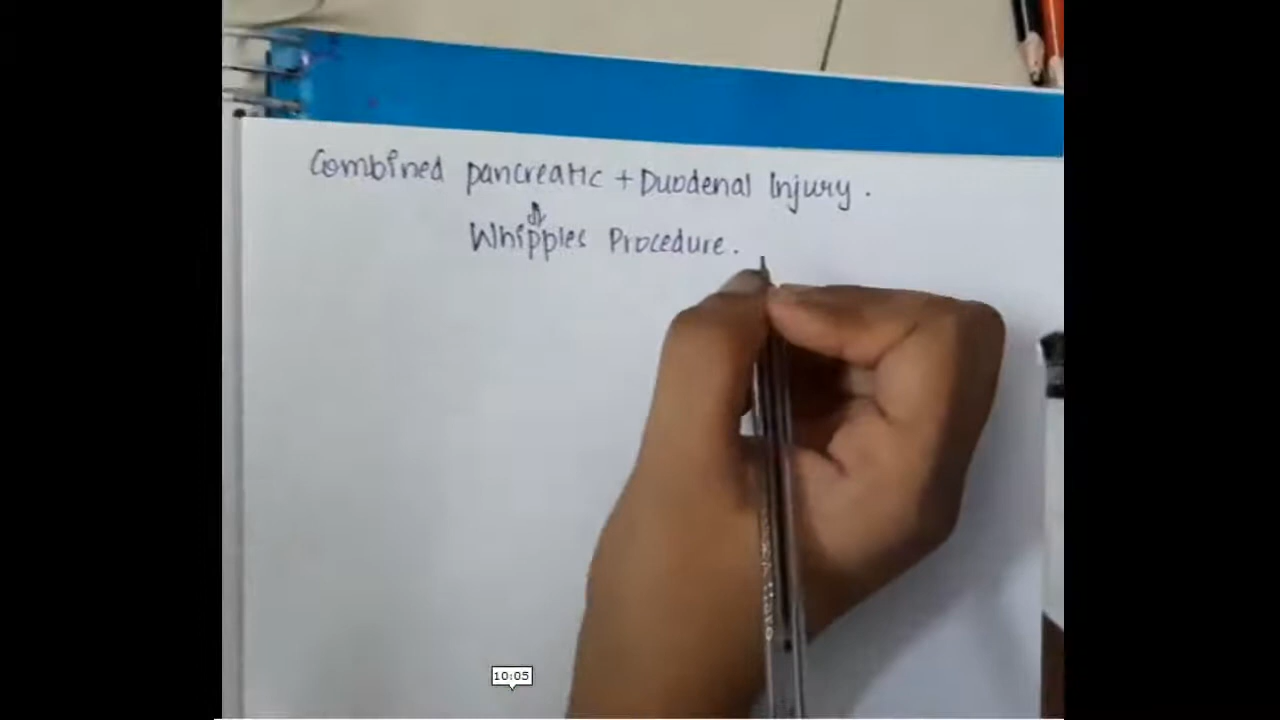 Combined pancreatic + Duodenal Injury.
⇓
Whipples Procedure.
10:05